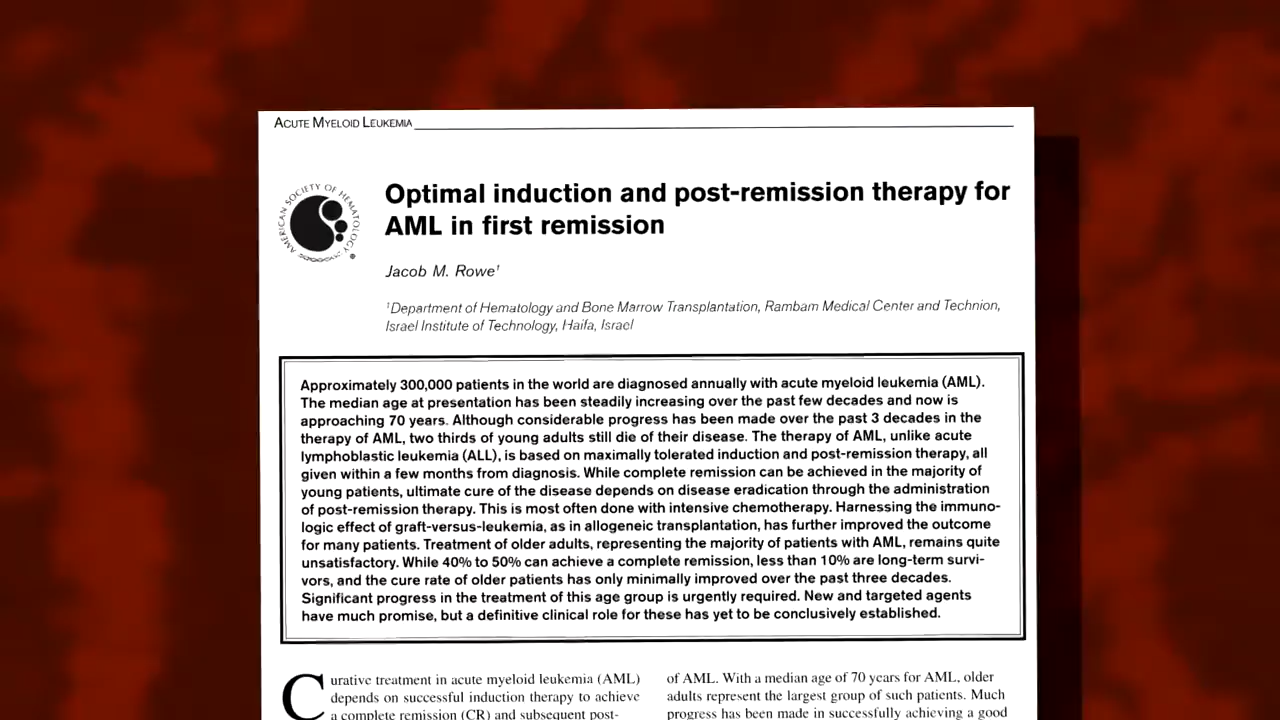 ACUTE MYELOID LEUKEMIA
AMERICAN SOCIETY OF HEMATOLOGY
Optimal induction and post-remission therapy for
AML in first remission
Jacob M. Rowe¹
¹Department of Hematology and Bone Marrow Transplantation, Rambam Medical Center and Technion,
Israel Institute of Technology, Haifa, Israel
Approximately 300,000 patients in the world are diagnosed annually with acute myeloid leukemia (AML).
The median age at presentation has been steadily increasing over the past few decades and now is
approaching 70 years. Although considerable progress has been made over the past 3 decades in the
therapy of AML, two thirds of young adults still die of their disease. The therapy of AML, unlike acute
lymphoblastic leukemia (ALL), is based on maximally tolerated induction and post-remission therapy, all
given within a few months from diagnosis. While complete remission can be achieved in the majority of
young patients, ultimate cure of the disease depends on disease eradication through the administration
of post-remission therapy. This is most often done with intensive chemotherapy. Harnessing the immuno-
logic effect of graft-versus-leukemia, as in allogeneic transplantation, has further improved the outcome
for many patients. Treatment of older adults, representing the majority of patients with AML, remains quite
unsatisfactory. While 40% to 50% can achieve a complete remission, less than 10% are long-term survi-
vors, and the cure rate of older patients has only minimally improved over the past three decades.
Significant progress in the treatment of this age group is urgently required. New and targeted agents
have much promise, but a definitive clinical role for these has yet to be conclusively established.
Curative treatment in acute myeloid leukemia (AML)
depends on successful induction therapy to achieve
a complete remission (CR) and subsequent post-
of AML. With a median age of 70 years for AML, older
adults represent the largest group of such patients. Much
progress has been made in successfully achieving a good